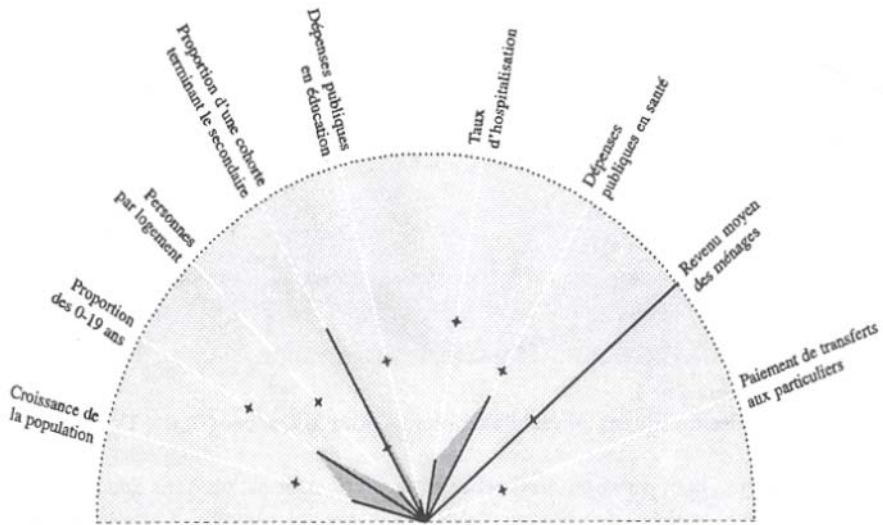 Croissance de
la population
Proportion
des 0-19 ans
Personnes
par logement
Proportion d'une cohorte
terminant le secondaire
Dépenses publiques
en éducation
Taux
d'hospitalisation
Dépenses
publiques en santé
Revenu moyen
des ménages
Paiement de transferts
aux particuliers